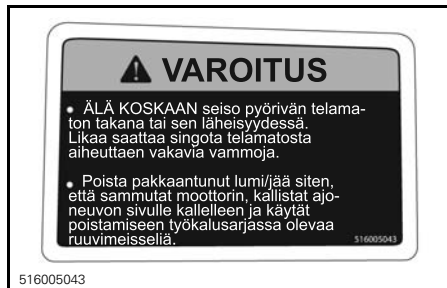 VAROITUS
• ÄLÄ KOSKAAN seiso pyörivän telama-
ton takana tai sen läheisyydessä.
Likaa saattaa singota telamatosta
aiheuttaen vakavia vammoja.
• Poista pakkaantunut lumi/jää siten,
että sammutat moottorin, kallistat ajo-
neuvon sivulle kallelleen ja käytät
poistamiseen työkalusarjassa olevaa
ruuvimeisseliä.
516005043
516005043